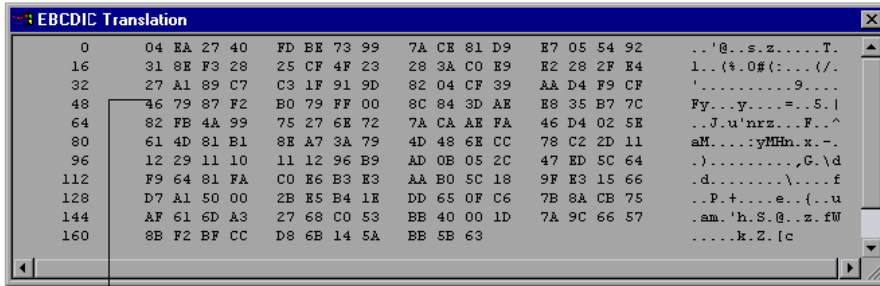 EBCDIC Translation
0 04 EA 27 40 FD BE 73 99 7A CE 81 D9 E7 05 54 92 ..'@..s.z.....T.
16 31 8E F3 28 25 CF 4F 23 28 3A C0 E9 E2 28 2F E4 1..(%.O#(:...(/.
32 27 A1 89 C7 C3 1F 91 9D 82 04 CF 39 AA D4 F9 CF '..........9....
48 46 79 87 F2 B0 79 FF 00 8C 84 3D AE E8 35 B7 7C Fy...y....=..5.|
64 82 FB 4A 99 75 27 6E 72 7A CA AE FA 46 D4 02 5E ..J.u'nrz...F..^
80 61 4D 81 B1 8E A7 3A 79 4D 48 6E CC 78 C2 2D 11 aM....:yMHn.x.-.
96 12 29 11 10 11 12 96 B9 AD 0B 05 2C 47 ED 5C 64 .).........,G.\d
112 F9 64 81 FA C0 E6 B3 E3 AA B0 5C 18 9F E3 15 66 .d........\....f
128 D7 A1 50 00 2B E5 B4 1E DD 65 0F C6 7B 8A CB 75 ..P.+....e..{..u
144 AF 61 6D A3 27 68 C0 53 BB 40 00 1D 7A 9C 66 57 .am.'h.S.@..z.fW
160 8B F2 BF CC D8 6B 14 5A BB 5B 63 .....k.Z.[c